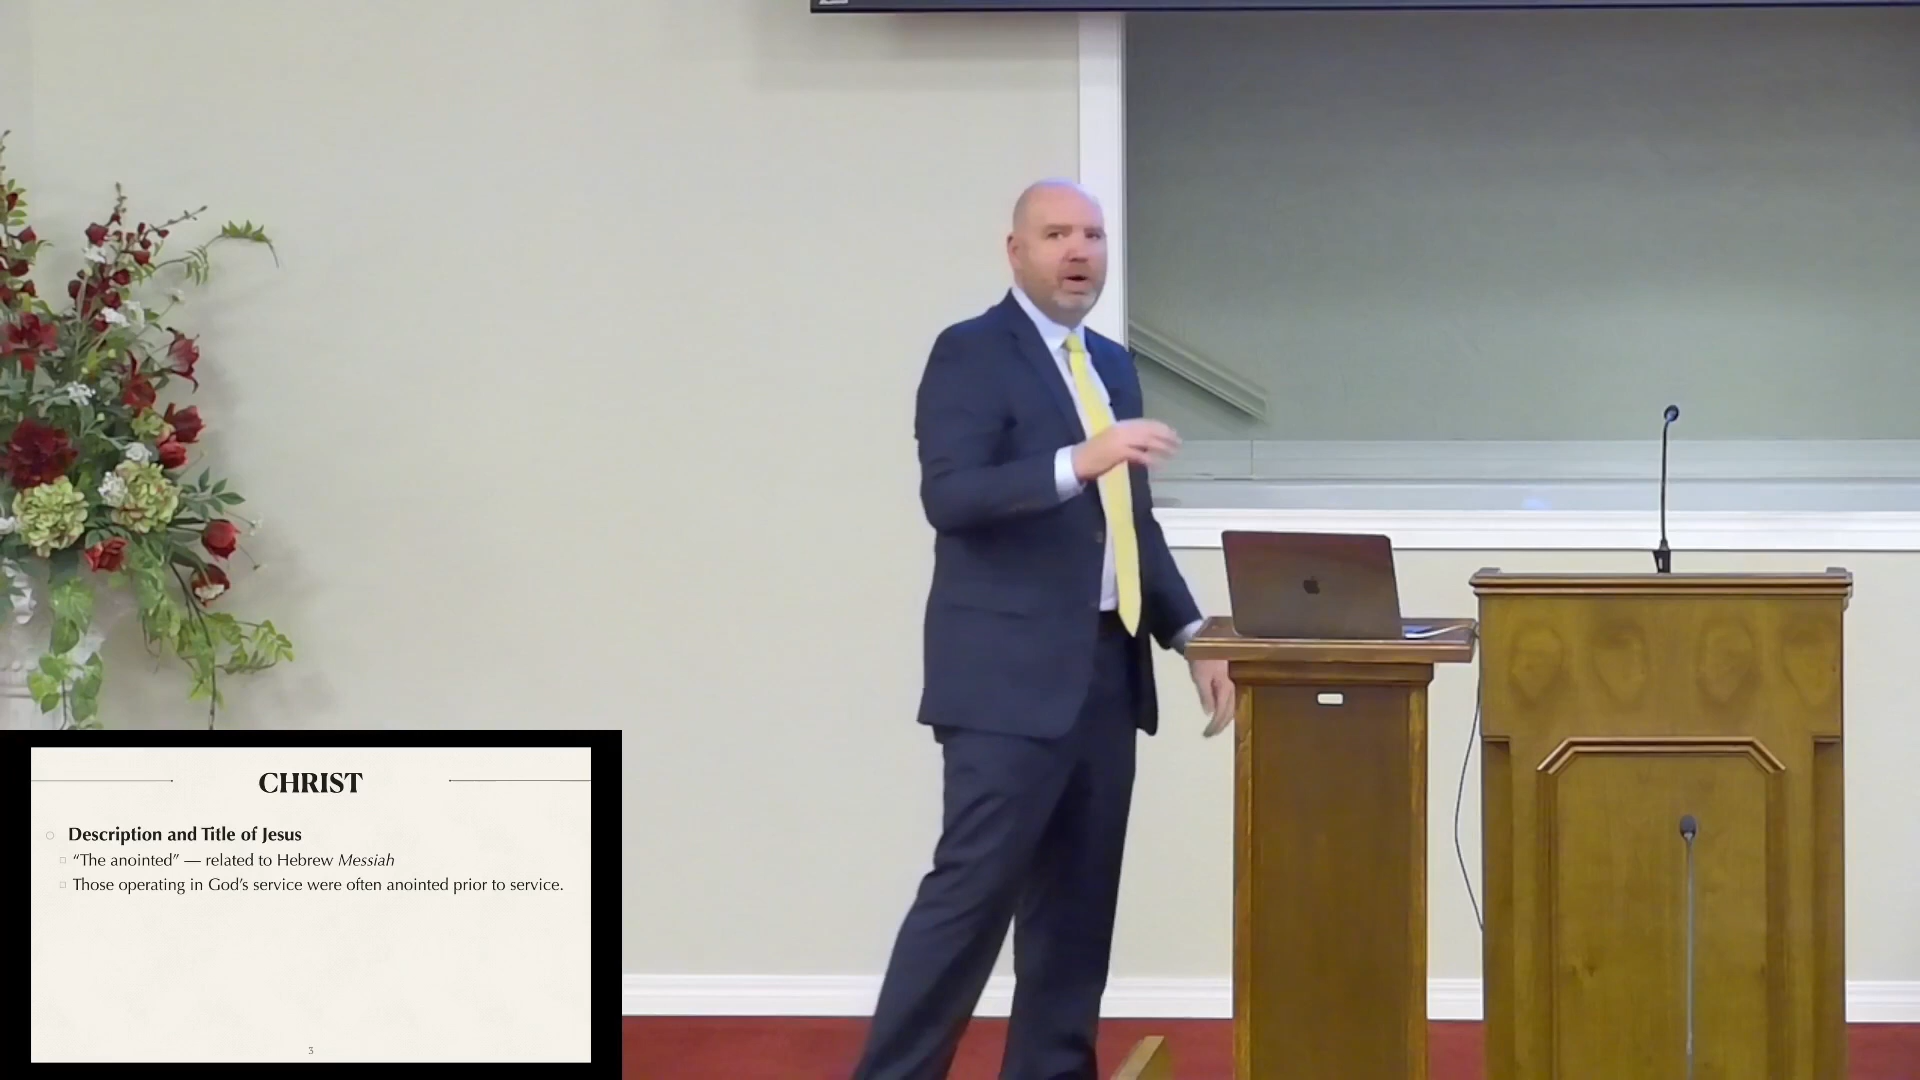 CHRIST
Description and Title of Jesus
“The anointed” — related to Hebrew Messiah
Those operating in God’s service were often anointed prior to service.
3